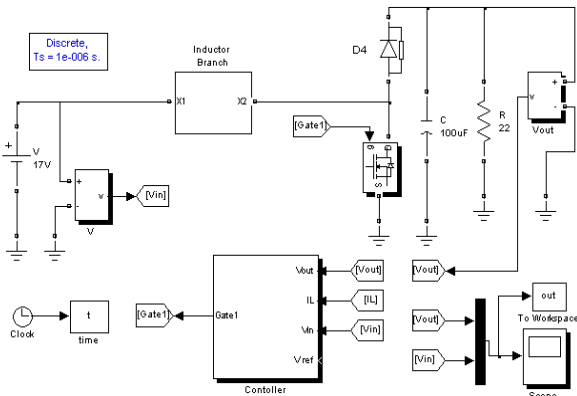 Discrete,
Ts = 1e-006 s.
Inductor
Branch
X1
X2
D4
[Gate1]
g
D
S
C
100uF
R
22
v
+
-
Vout
+
V
17V
+
-
v
V
[Vin]
Clock
t
time
[Gate1]
Gate1
Vout
IL
Vin
Vref
Contoller
[Vout]
[IL]
[Vin]
[Vout]
[Vout]
[Vin]
out
To Workspace
Scope